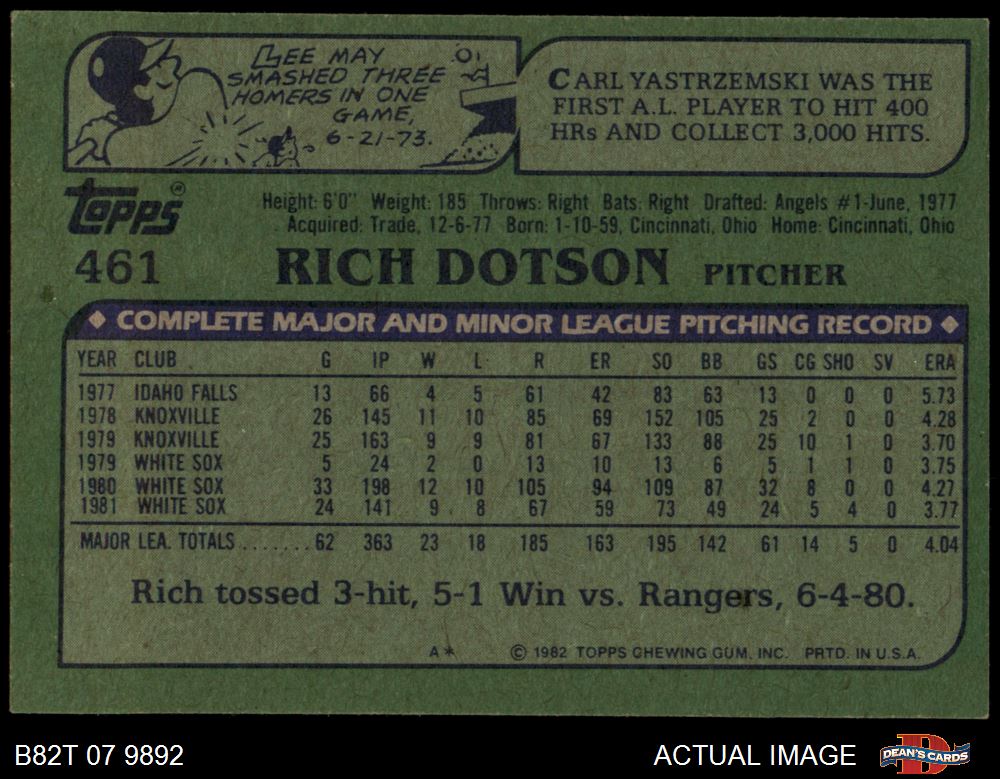 LEE MAY
SMASHED THREE
HOMERS IN ONE
GAME,
6-21-73.
CARL YASTRZEMSKI WAS THE
FIRST A.L. PLAYER TO HIT 400
HRs AND COLLECT 3,000 HITS.
Topps®
Height: 6'0" Weight: 185 Throws: Right Bats: Right Drafted: Angels #1-June, 1977
Acquired: Trade, 12-6-77 Born: 1-10-59, Cincinnati, Ohio Home: Cincinnati, Ohio
461 RICH DOTSON PITCHER
COMPLETE MAJOR AND MINOR LEAGUE PITCHING RECORD
YEAR CLUB G IP W L R ER SO BB GS CG SHO SV ERA
1977 IDAHO FALLS 13 66 4 5 61 42 83 63 13 0 0 0 5.73
1978 KNOXVILLE 26 145 11 10 85 69 152 105 25 2 0 0 4.28
1979 KNOXVILLE 25 163 9 9 81 67 133 88 25 10 1 0 3.70
1979 WHITE SOX 5 24 2 0 13 10 13 6 5 1 1 0 3.75
1980 WHITE SOX 33 198 12 10 105 94 109 87 32 8 0 0 4.27
1981 WHITE SOX 24 141 9 8 67 59 73 49 24 5 4 0 3.77
MAJOR LEA. TOTALS ....... 62 363 23 18 185 163 195 142 61 14 5 0 4.04
Rich tossed 3-hit, 5-1 Win vs. Rangers, 6-4-80.
A* © 1982 TOPPS CHEWING GUM, INC. PRTD. IN U.S.A.
B82T 07 9892 ACTUAL IMAGE DEAN'S CARDS